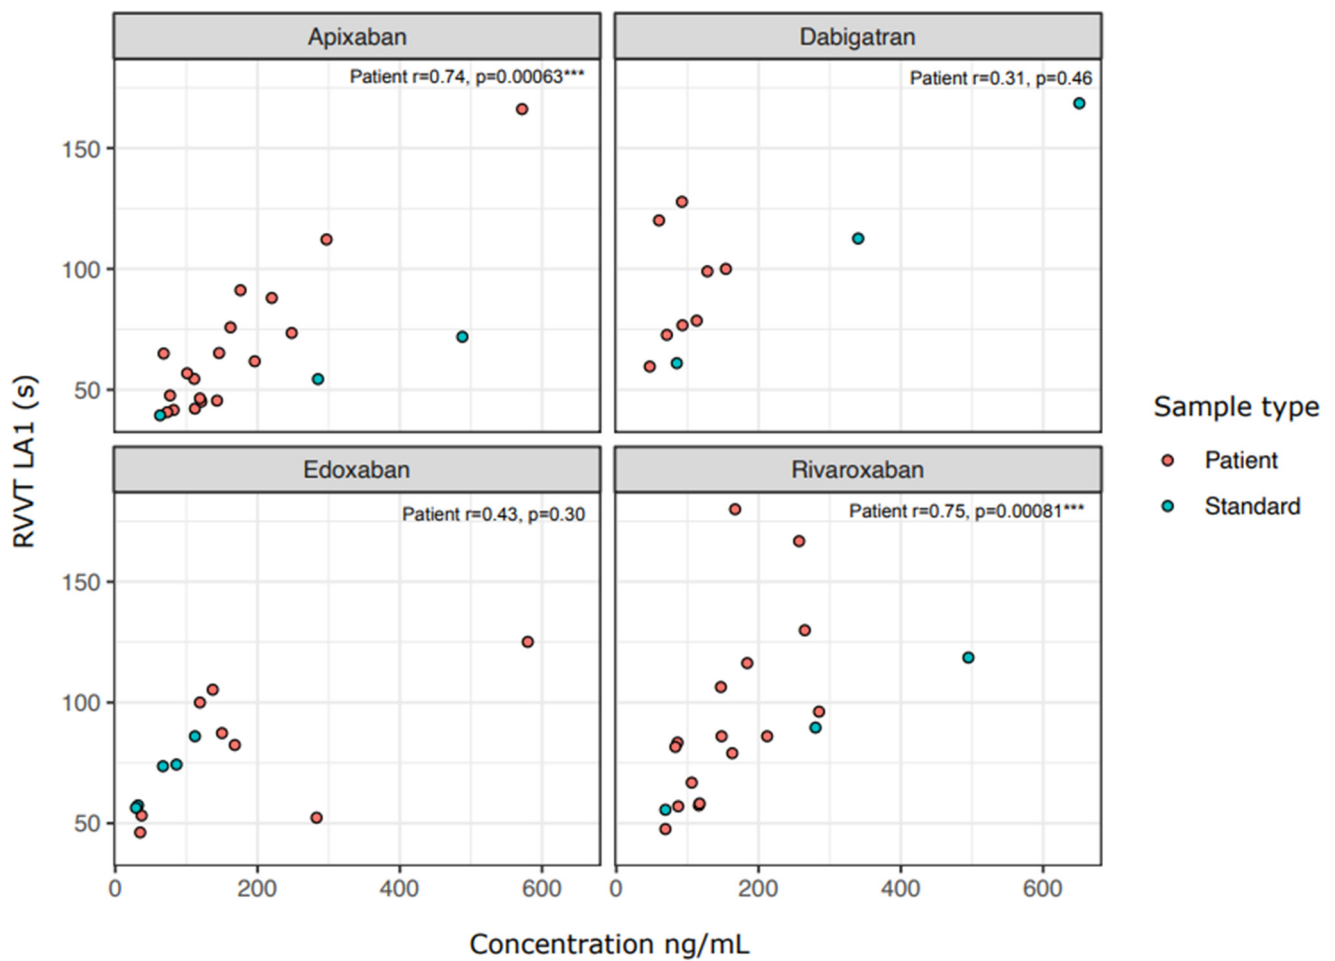 Apixaban
Dabigatran
Patient r=0.74, p=0.00063***
Patient r=0.31, p=0.46
150
100
50
RVVT LA1 (s)
Edoxaban
Rivaroxaban
Patient r=0.43, p=0.30
Patient r=0.75, p=0.00081***
150
100
50
0 200 400 600
0 200 400 600
Concentration ng/mL
Sample type
Patient
Standard